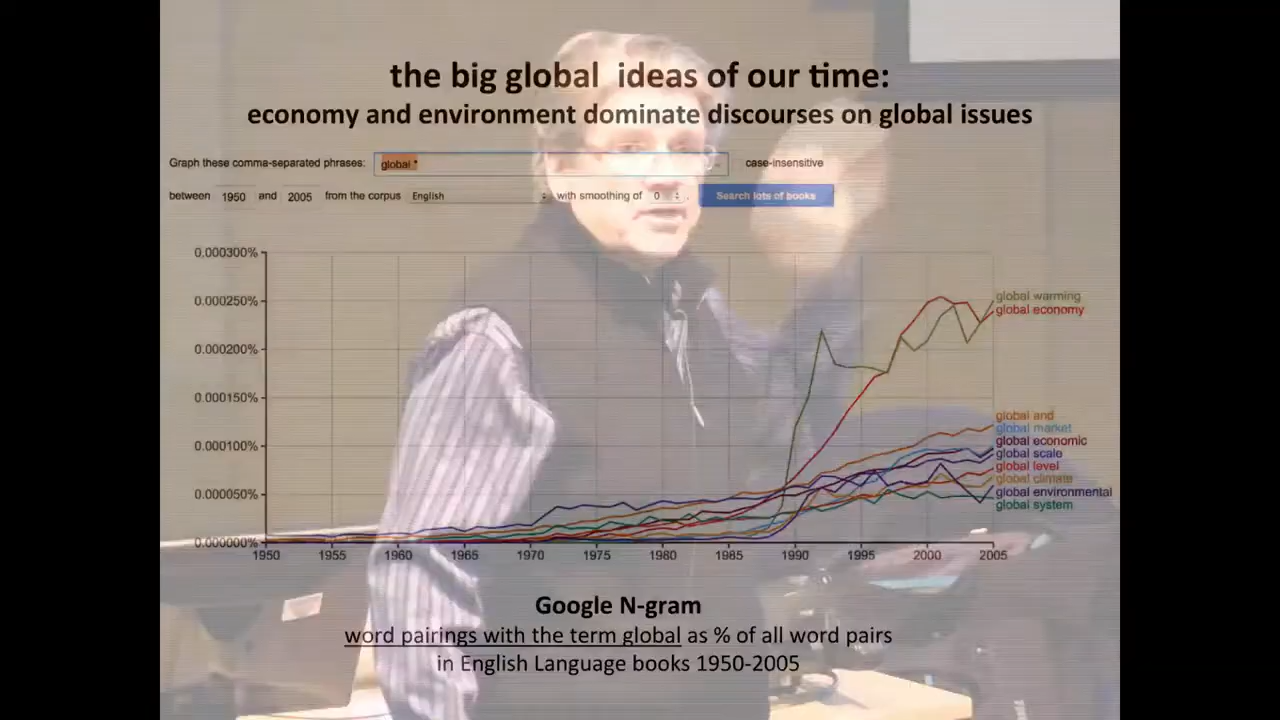 the big global ideas of our time:
economy and environment dominate discourses on global issues
Graph these comma-separated phrases: global * case-insensitive
between 1950 and 2005 from the corpus English with smoothing of 0 . Search lots of books
0.000300%
0.000250%
0.000200%
0.000150%
0.000100%
0.000050%
0.000000%
global warming
global economy
global and
global market
global economic
global scale
global level
global climate
global environmental
global system
1950 1955 1960 1965 1970 1975 1980 1985 1990 1995 2000 2005
Google N-gram
word pairings with the term global as % of all word pairs
in English Language books 1950-2005